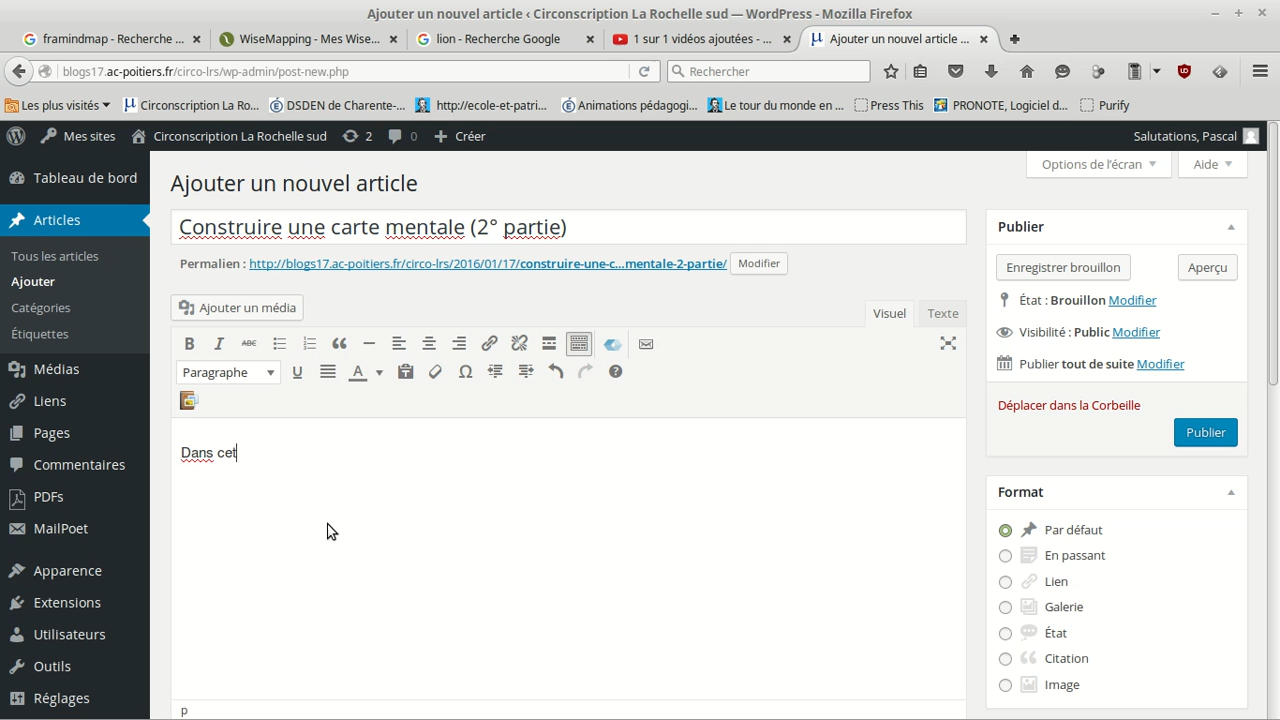 Ajouter un nouvel article ‹ Circonscription La Rochelle sud — WordPress - Mozilla Firefox
framindmap - Recherche ...
WiseMapping - Mes Wise...
lion - Recherche Google
1 sur 1 vidéos ajoutées - ...
Ajouter un nouvel article ...
blogs17.ac-poitiers.fr/circo-lrs/wp-admin/post-new.php
Rechercher
Les plus visités
Circonscription La Ro...
DSDEN de Charente-...
http://ecole-et-patri...
Animations pédagogi...
Le tour du monde en ...
Press This
PRONOTE, Logiciel d...
Purify
Mes sites
Circonscription La Rochelle sud
2
0
Créer
Salutations, Pascal
Options de l’écran
Aide
Tableau de bord
Articles
Tous les articles
Ajouter
Catégories
Étiquettes
Médias
Liens
Pages
Commentaires
PDFs
MailPoet
Apparence
Extensions
Utilisateurs
Outils
Réglages
Ajouter un nouvel article
Construire une carte mentale (2° partie)
Permalien : http://blogs17.ac-poitiers.fr/circo-lrs/2016/01/17/construire-une-c...mentale-2-partie/ Modifier
Ajouter un média
Visuel
Texte
B I ABC
Paragraphe
U A Ω
Dans cet
p
Publier
Enregistrer brouillon
Aperçu
État : Brouillon Modifier
Visibilité : Public Modifier
Publier tout de suite Modifier
Déplacer dans la Corbeille
Publier
Format
Par défaut
En passant
Lien
Galerie
État
Citation
Image